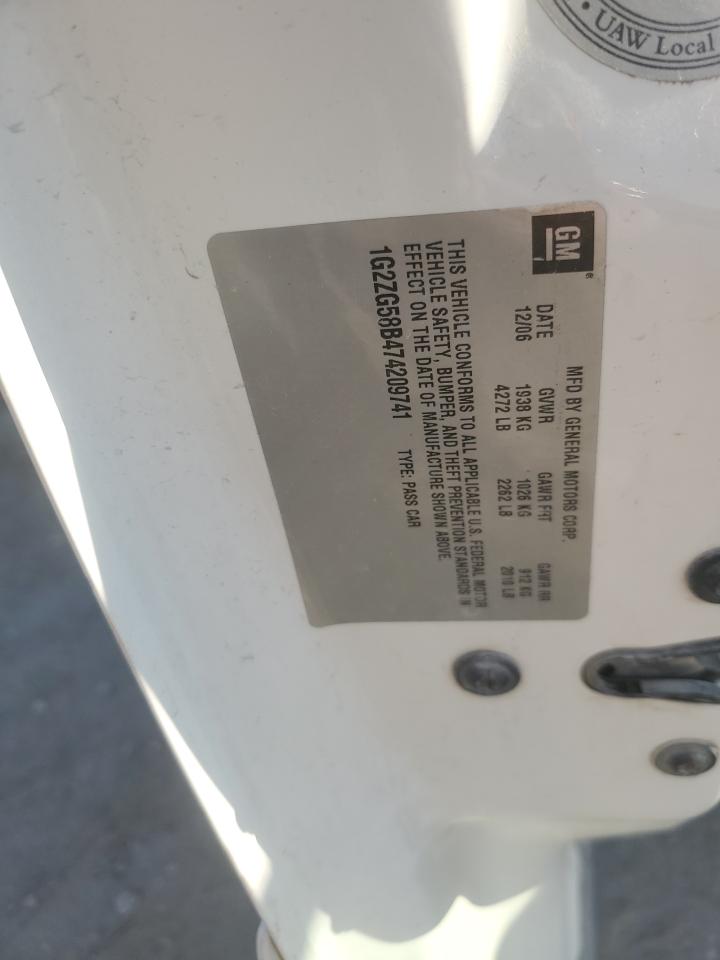 • UAW Local
GM ®
MFD BY GENERAL MOTORS CORP.
DATE GVWR GAWR FRT GAWR RR
12/06 1938 KG 1026 KG 912 KG
4272 LB 2262 LB 2010 LB
THIS VEHICLE CONFORMS TO ALL APPLICABLE U.S. FEDERAL MOTOR
VEHICLE SAFETY, BUMPER, AND THEFT PREVENTION STANDARDS IN
EFFECT ON THE DATE OF MANUFACTURE SHOWN ABOVE.
1G2ZG58B474209741 TYPE: PASS CAR